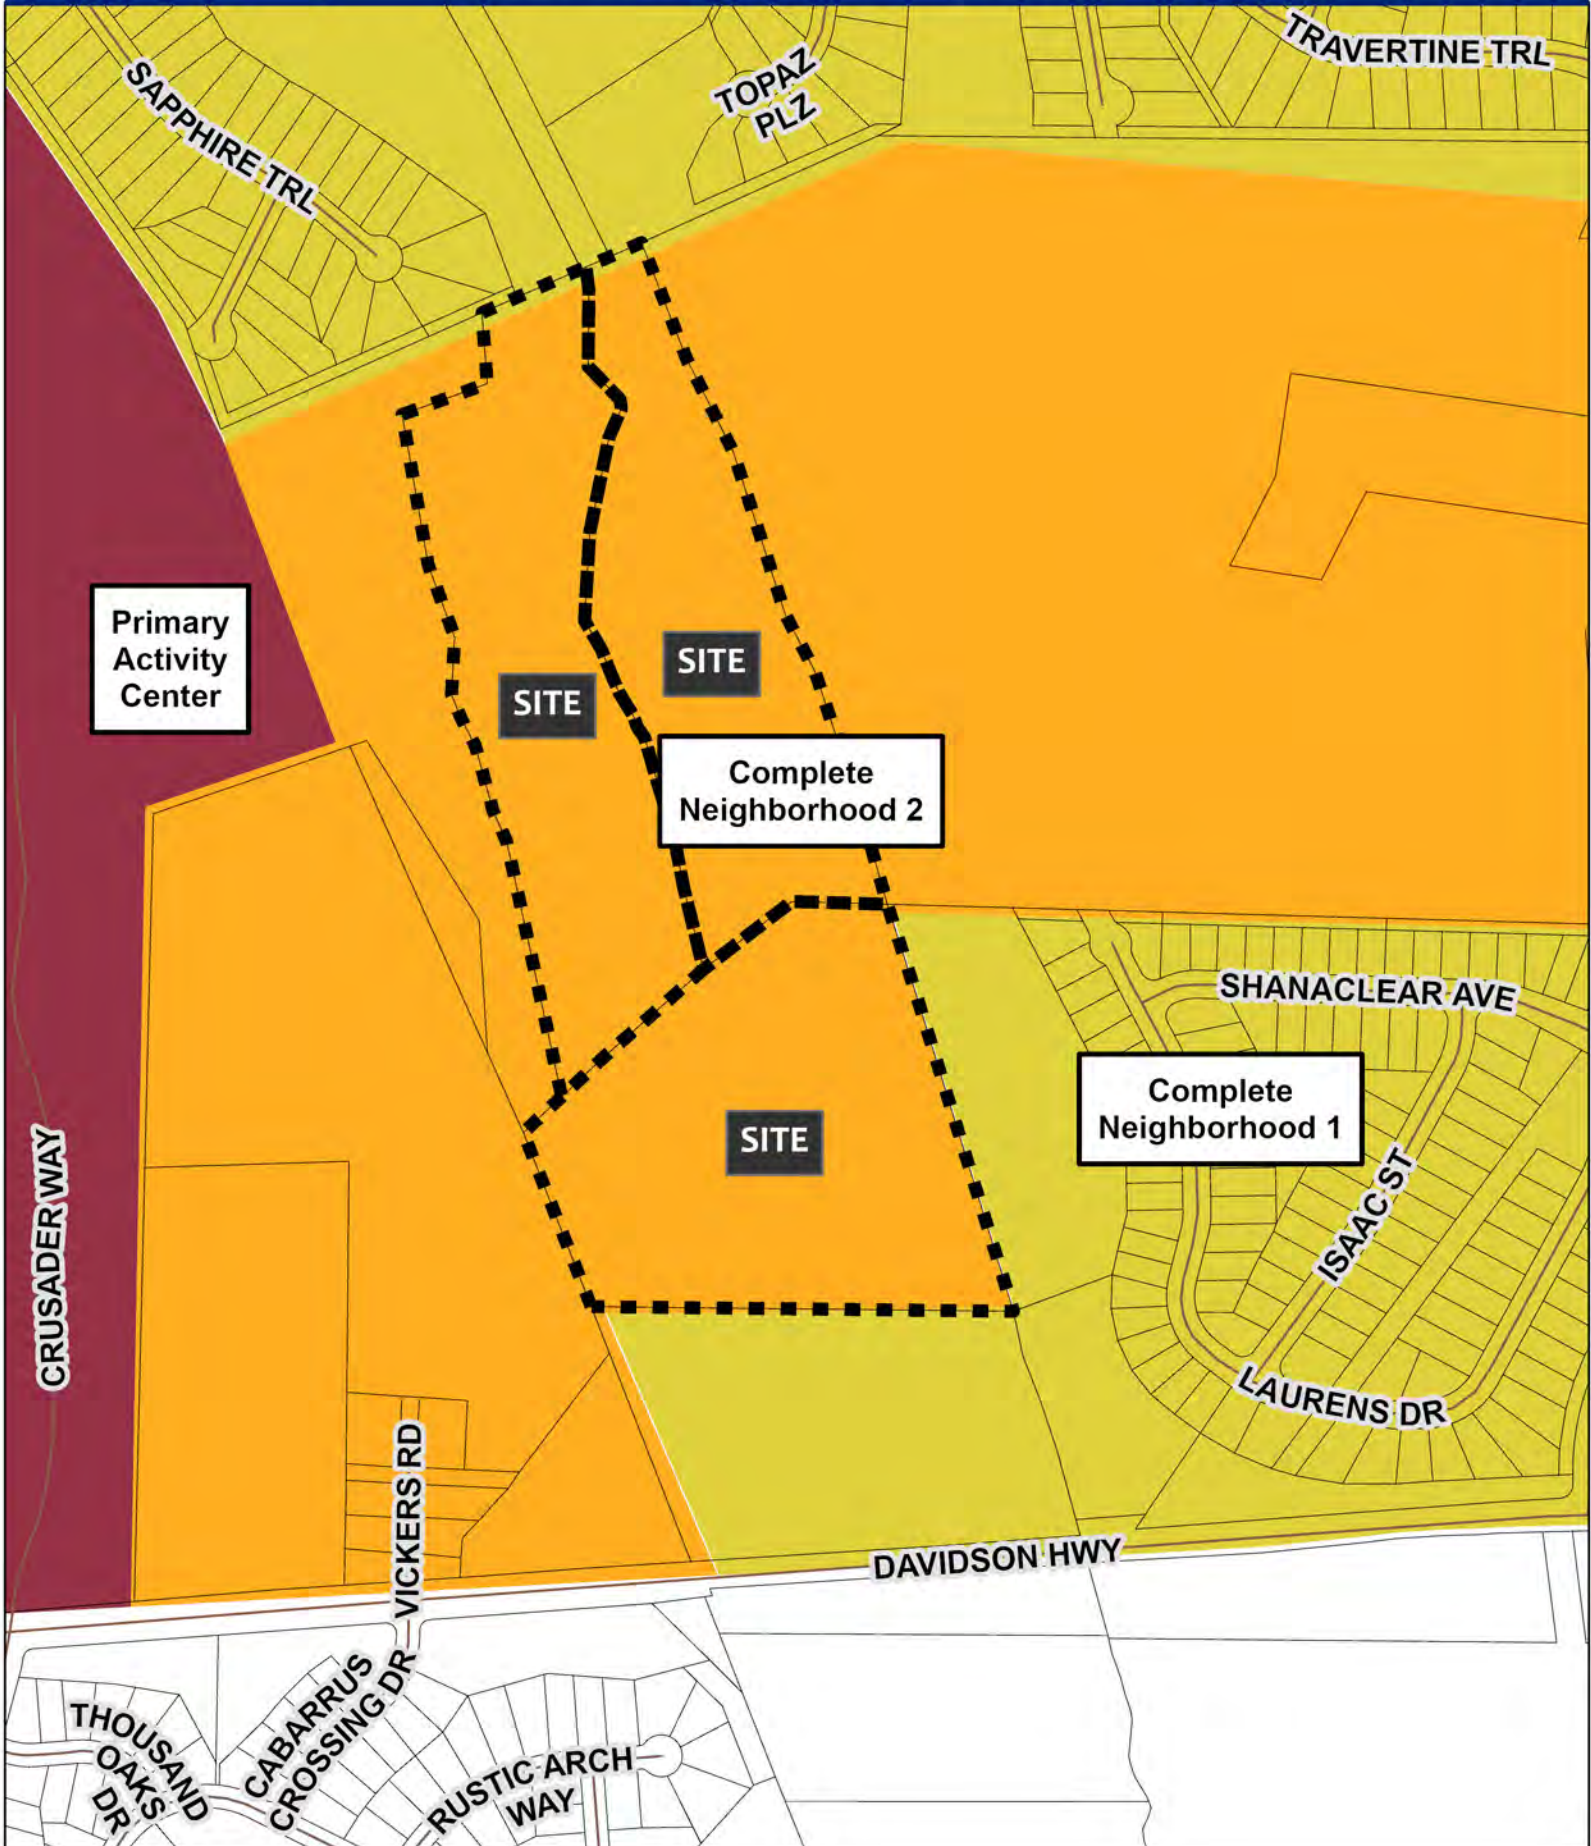 TRAVERTINE TRL
TOPAZ
PLZ
SAPPHIRE TRL
Primary
Activity
Center
SITE
SITE
Complete
Neighborhood 2
SHANACLEAR AVE
Complete
Neighborhood 1
SITE
ISAAC ST
CRUSADER WAY
LAURENS DR
VICKERS RD
DAVIDSON HWY
THOUSAND
OAKS
DR
CABARRUS
CROSSING DR
RUSTIC ARCH
WAY